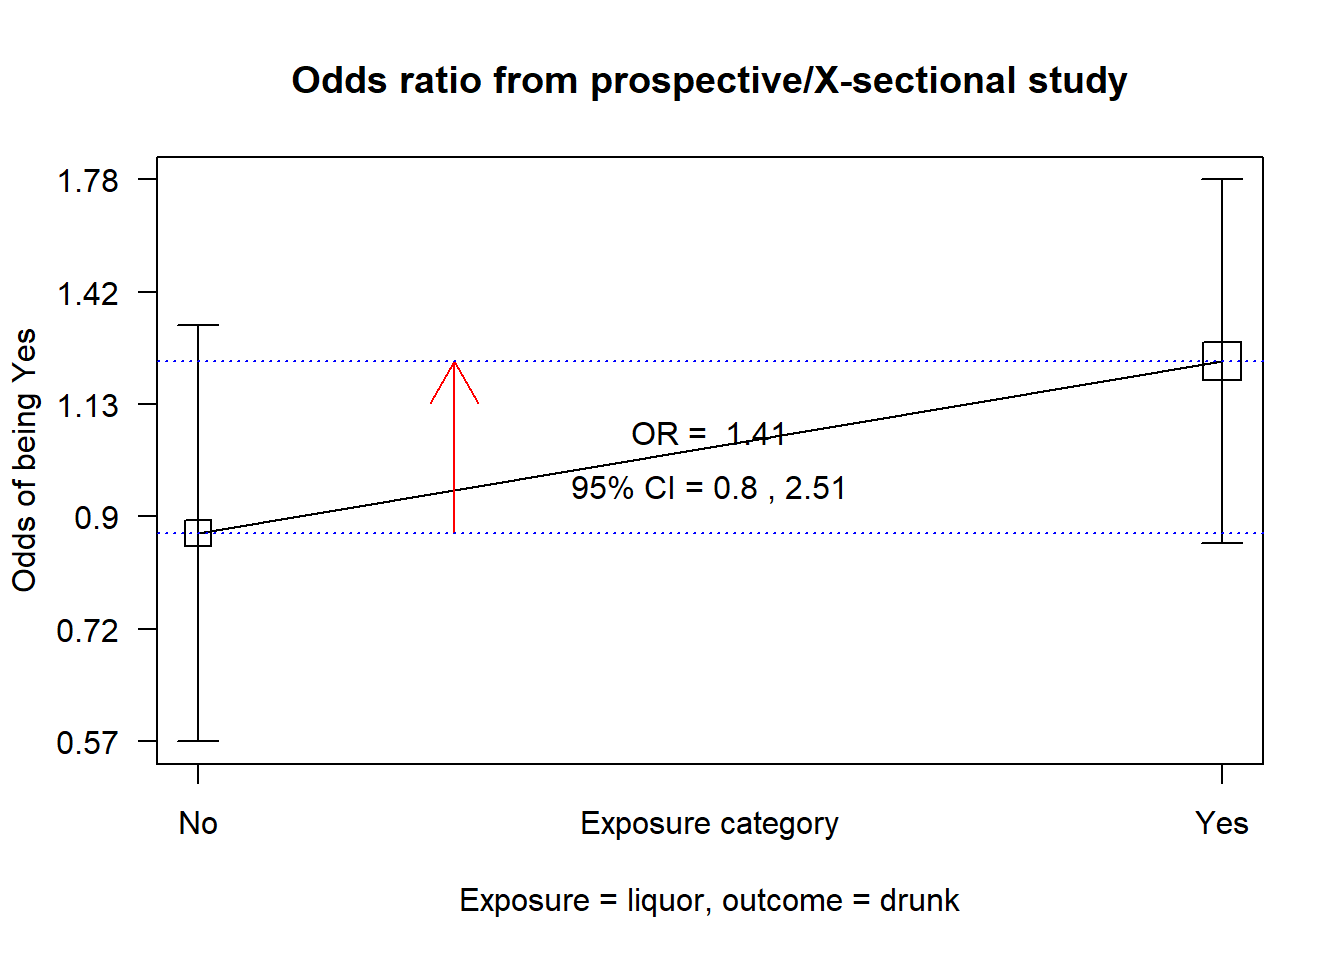 Odds ratio from prospective/X-sectional study
Odds of being Yes
1.78
1.42
1.13
0.9
0.72
0.57
OR = 1.41
95% CI = 0.8 , 2.51
No
Exposure category
Yes
Exposure = liquor, outcome = drunk